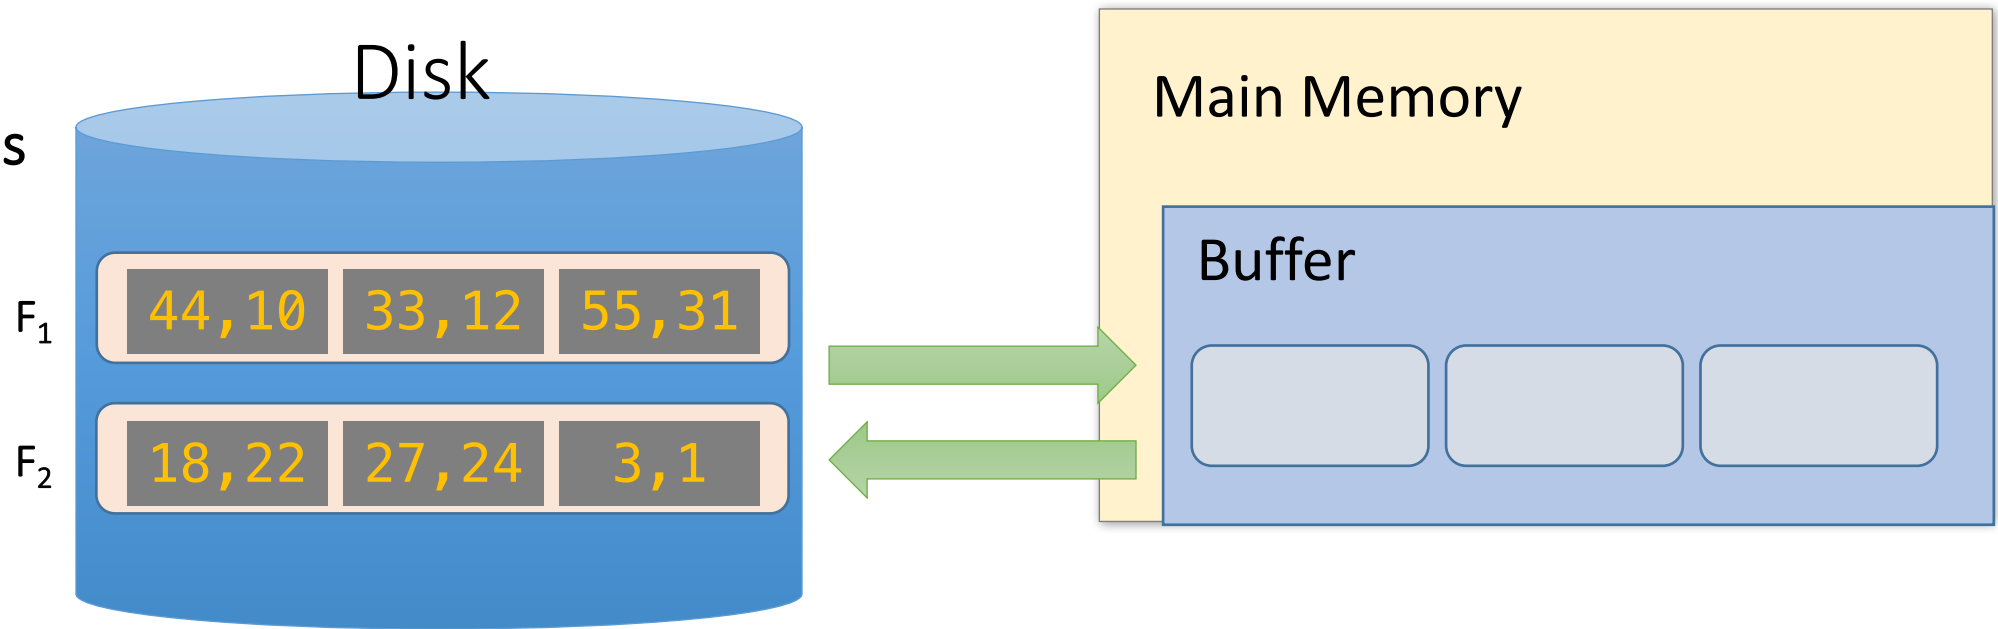 Disk
s
F1
44,10 33,12 55,31
F2
18,22 27,24 3,1
Main Memory
Buffer